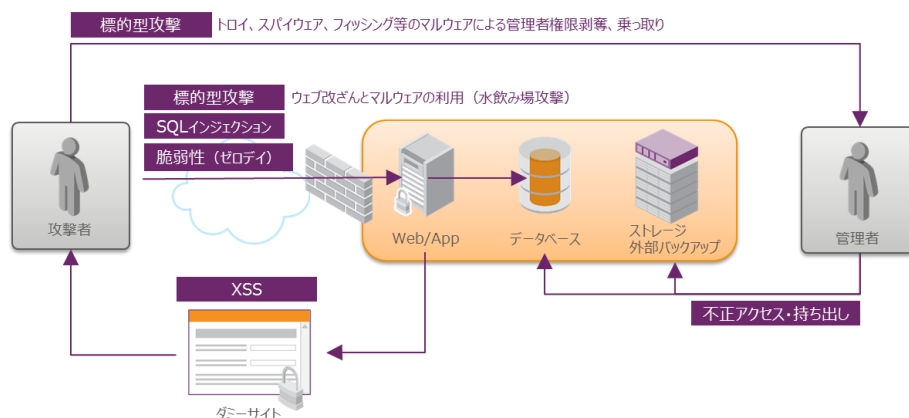 標的型攻撃 トロイ、スパイウェア、フィッシング等のマルウェアによる管理者権限剥奪、乗っ取り
標的型攻撃 ウェブ改ざんとマルウェアの利用（水飲み場攻撃）
SQLインジェクション
脆弱性（ゼロデイ）
攻撃者
Web/App
データベース
ストレージ
外部バックアップ
管理者
XSS
不正アクセス・持ち出し
ダミーサイト